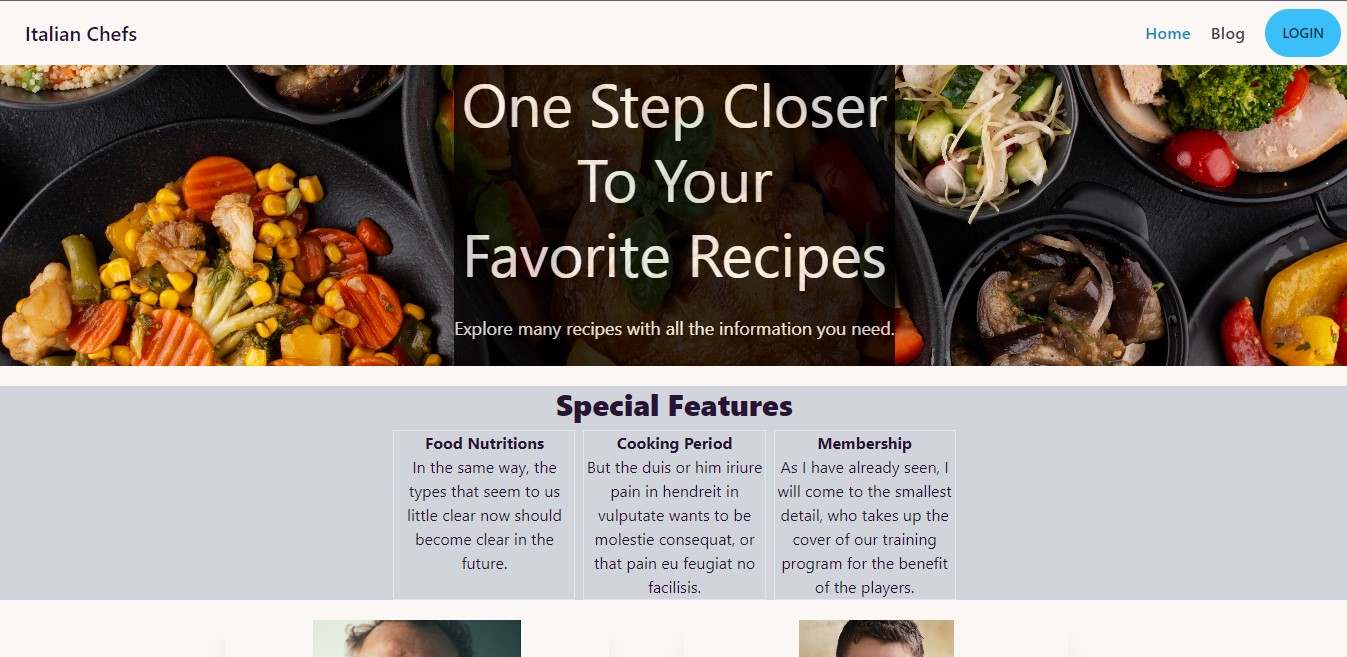 Italian Chefs
Home Blog LOGIN
One Step Closer
To Your
Favorite Recipes
Explore many recipes with all the information you need.
Special Features
Food Nutritions
In the same way, the
types that seem to us
little clear now should
become clear in the
future.
Cooking Period
But the duis or him iriure
pain in hendreit in
vulputate wants to be
molestie consequat, or
that pain eu feugiat no
facilisis.
Membership
As I have already seen, I
will come to the smallest
detail, who takes up the
cover of our training
program for the benefit
of the players.